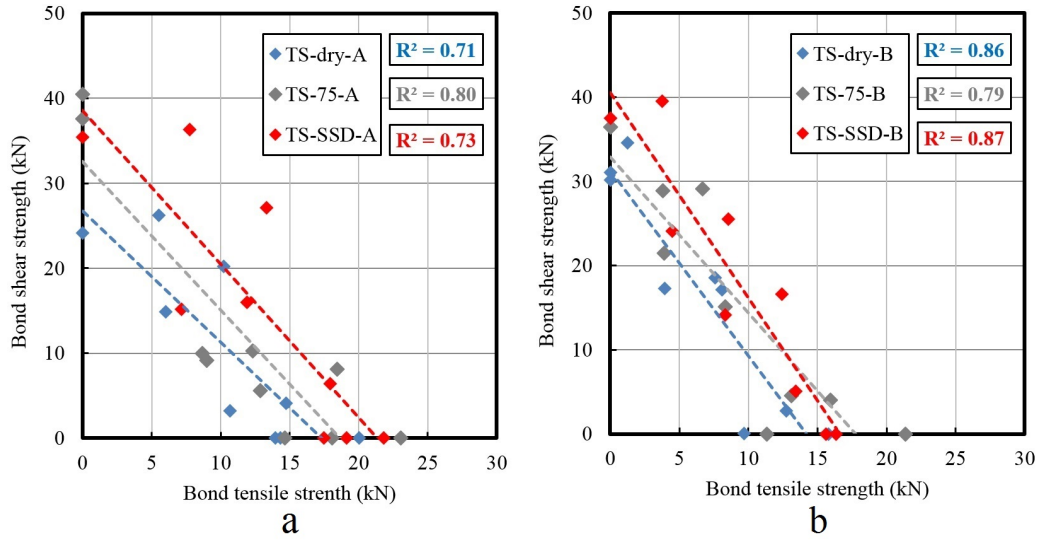 50
40
30
20
10
0
Bond shear strength (kN)
TS-dry-A
TS-75-A
TS-SSD-A
R² = 0.71
R² = 0.80
R² = 0.73
0 5 10 15 20 25 30
Bond tensile strenth (kN)
a
50
40
30
20
10
0
Bond shear strength (kN)
TS-dry-B
TS-75-B
TS-SSD-B
R² = 0.86
R² = 0.79
R² = 0.87
0 5 10 15 20 25 30
Bond tensile strength (kN)
b